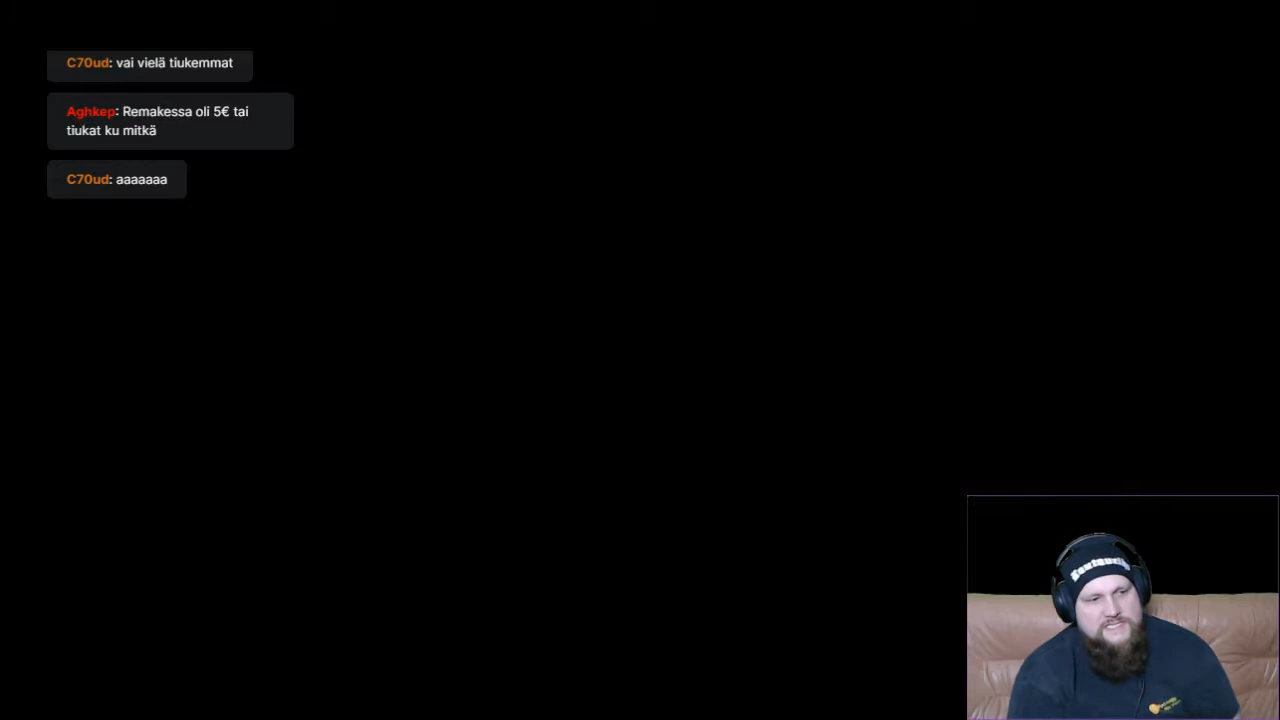 C70ud: vai vielä tiukemmat
Aghkep: Remakessa oli 5€ tai
tiukat ku mitkä
C70ud: aaaaaaa